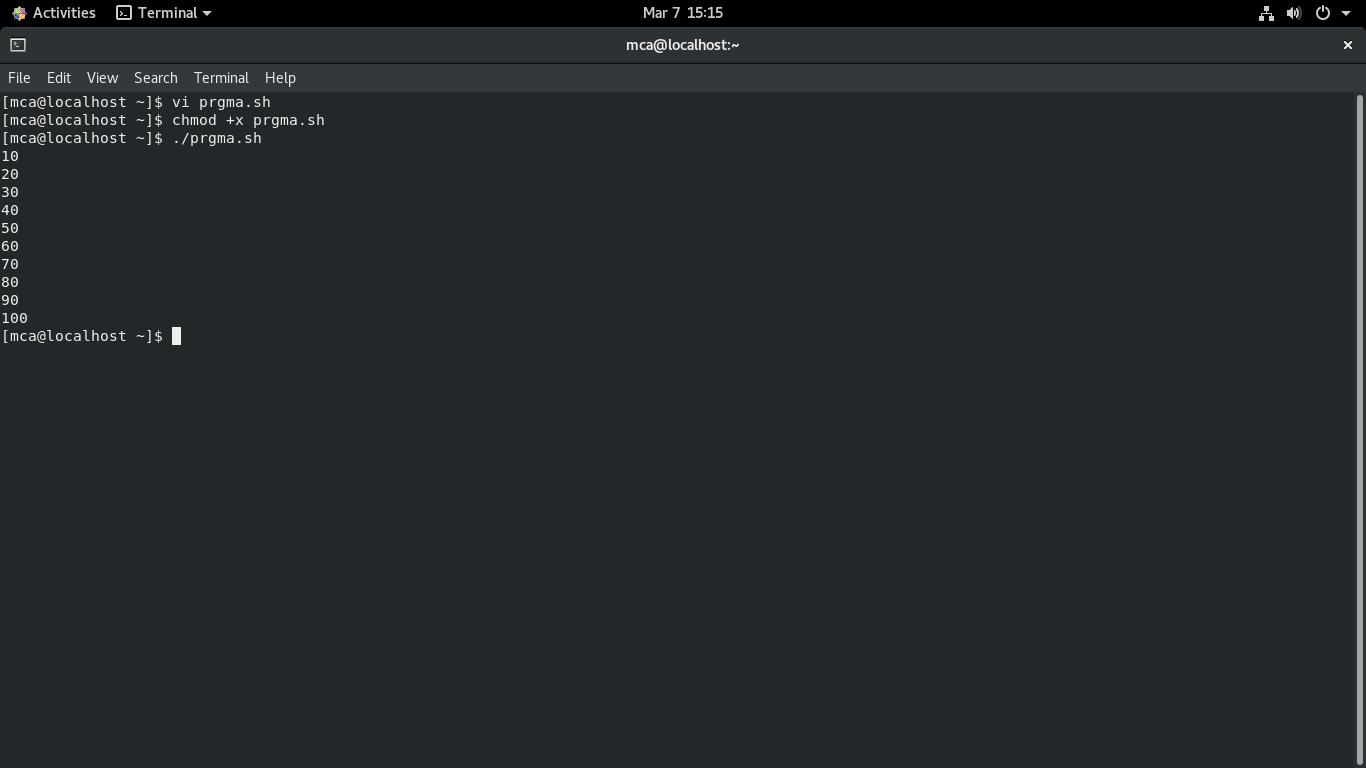 Activities Terminal Mar 7 15:15
mca@localhost:~
File Edit View Search Terminal Help
[mca@localhost ~]$ vi prgma.sh
[mca@localhost ~]$ chmod +x prgma.sh
[mca@localhost ~]$ ./prgma.sh
10
20
30
40
50
60
70
80
90
100
[mca@localhost ~]$